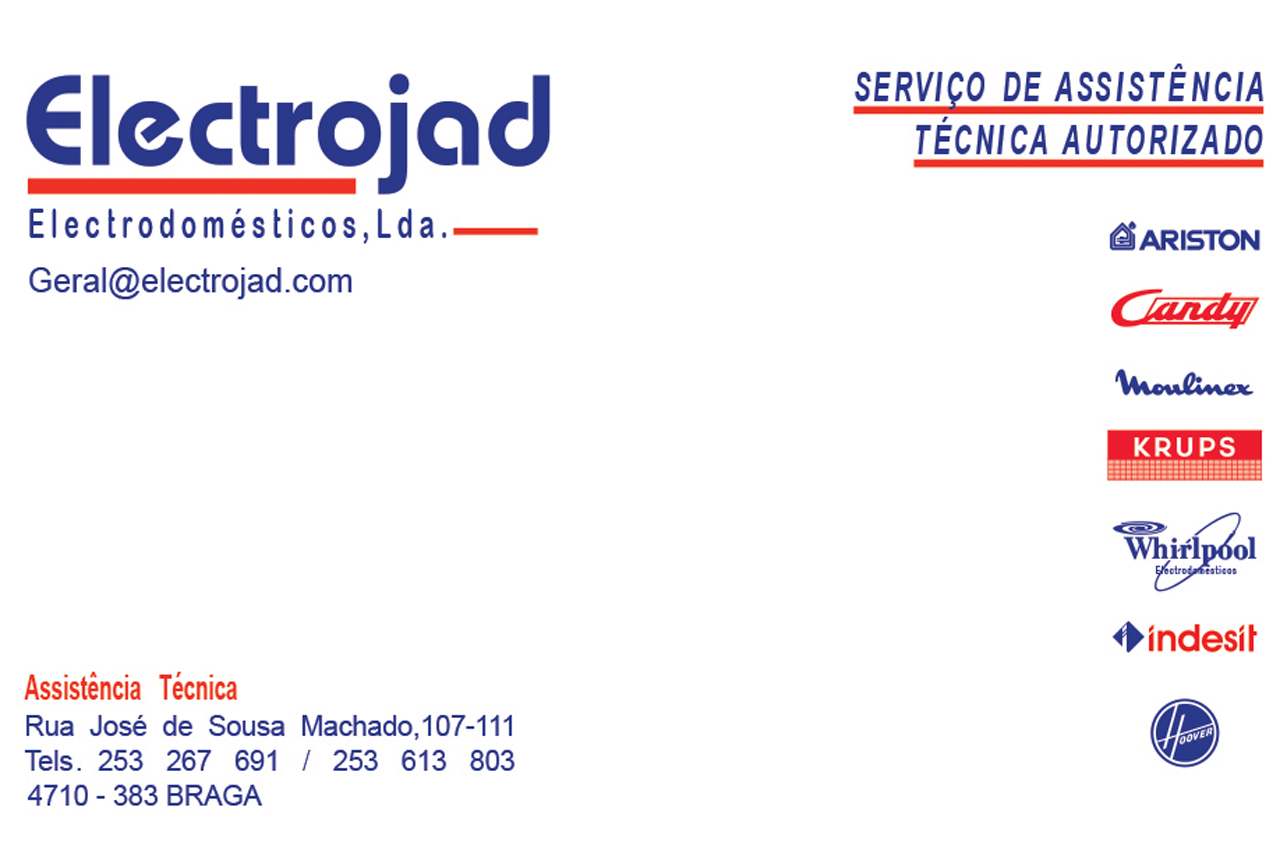 Electrojad
Electrodomésticos,Lda.
Geral@electrojad.com
SERVIÇO DE ASSISTÊNCIA
TÉCNICA AUTORIZADO
ARISTON
Candy
Moulinex
KRUPS
Whirlpool
Electrodomésticos
indesit
HOOVER
Assistência Técnica
Rua José de Sousa Machado,107-111
Tels. 253 267 691 / 253 613 803
4710 - 383 BRAGA